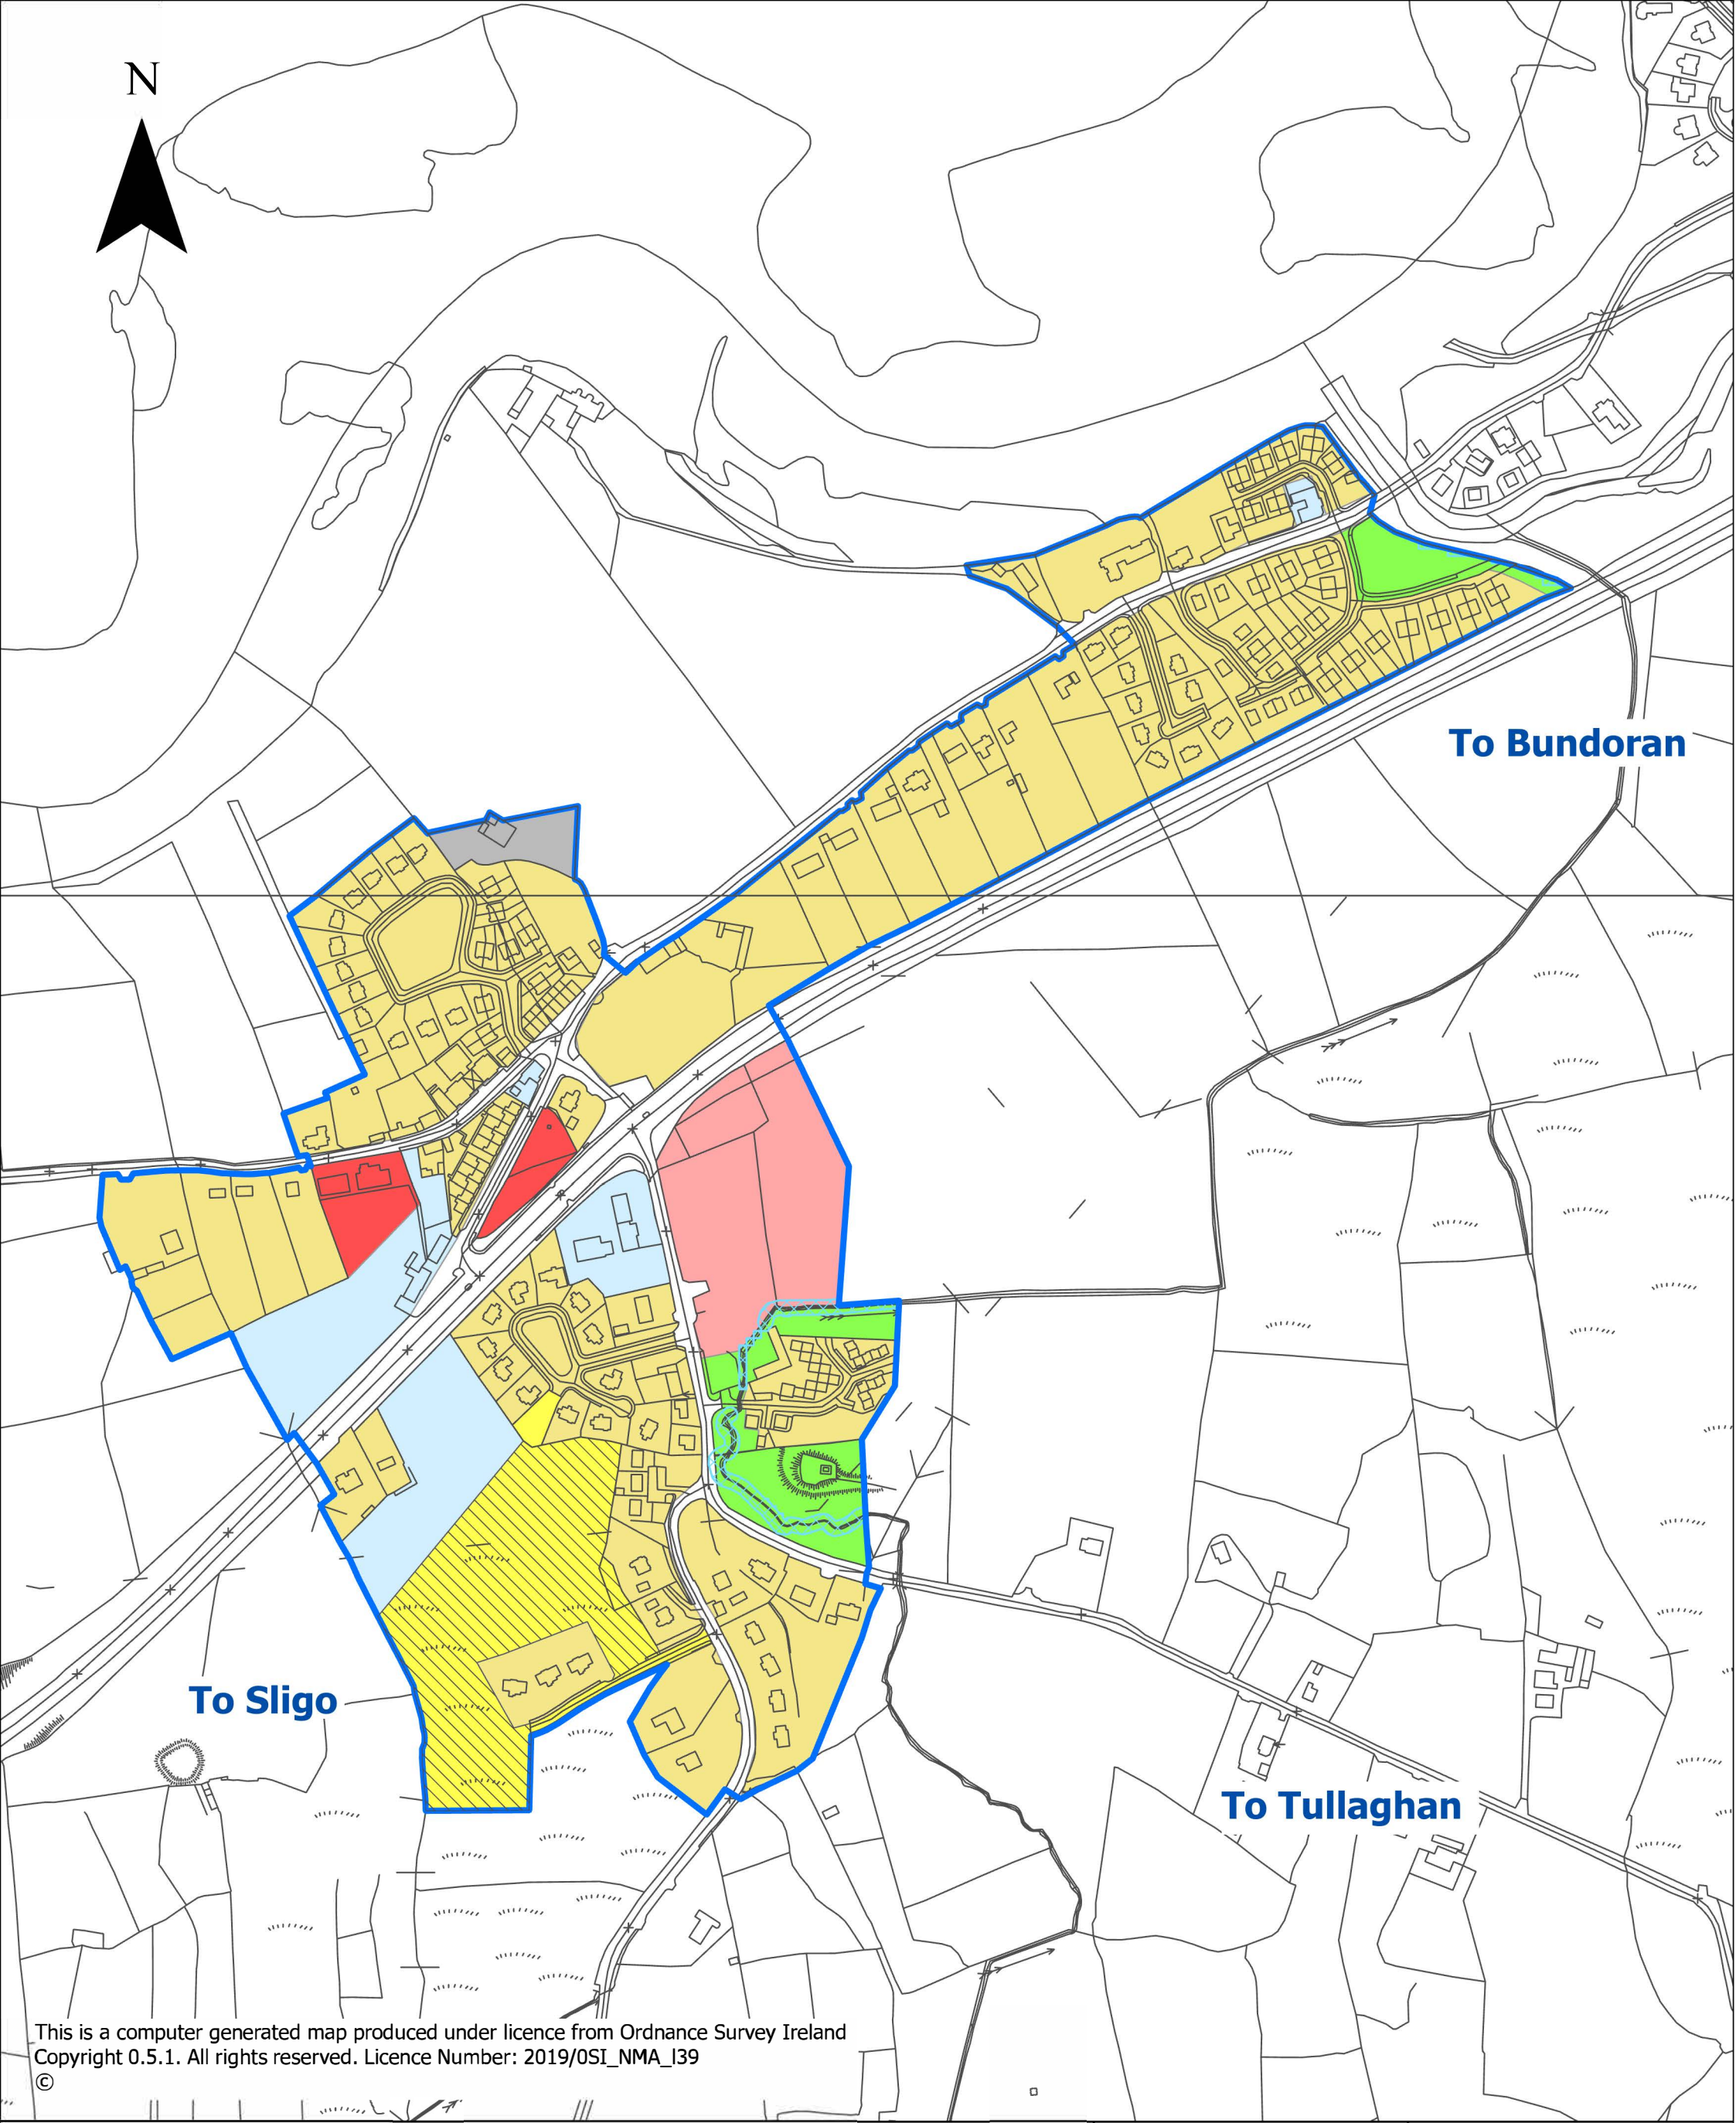 N
To Bundoran
To Sligo
To Tullaghan
This is a computer generated map produced under licence from Ordnance Survey Ireland
Copyright 0.5.1. All rights reserved. Licence Number: 2019/0SI_NMA_l39
©